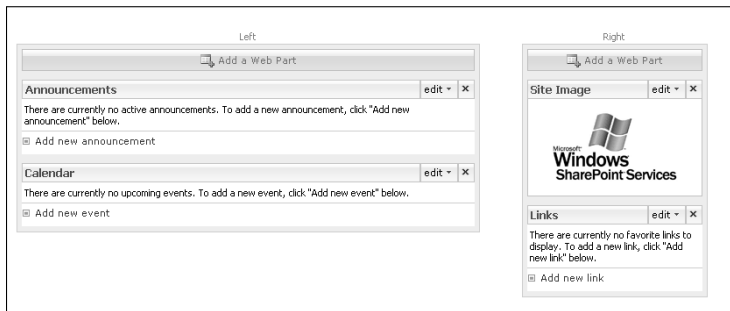 Left
Add a Web Part
Announcements edit ×
There are currently no active announcements. To add a new announcement, click "Add new
announcement" below.
Add new announcement
Calendar edit ×
There are currently no upcoming events. To add a new event, click "Add new event" below.
Add new event
Right
Add a Web Part
Site Image edit ×
Microsoft
Windows
SharePoint Services
Links edit ×
There are currently no favorite links to
display. To add a new link, click "Add
new link" below.
Add new link